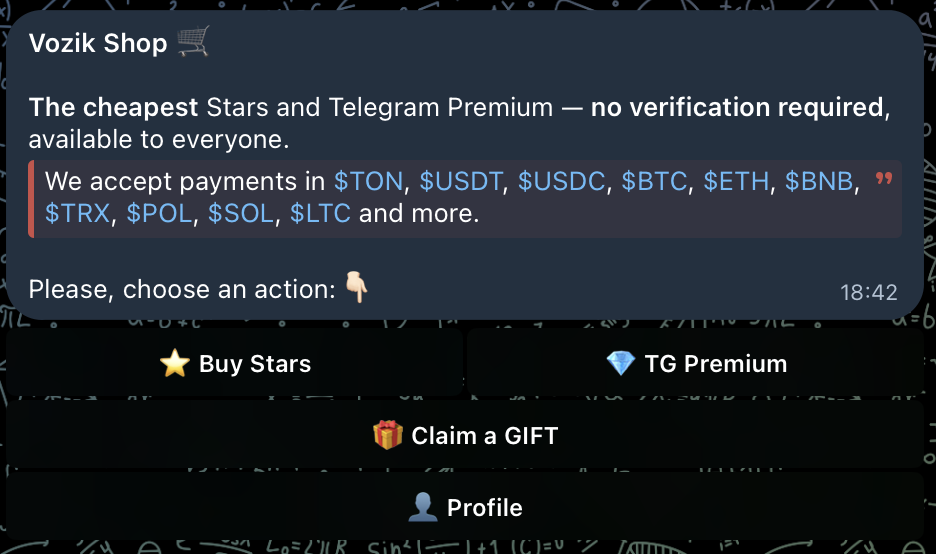 Vozik Shop 🛒
The cheapest Stars and Telegram Premium — no verification required,
available to everyone.
We accept payments in $TON, $USDT, $USDC, $BTC, $ETH, $BNB,
$TRX, $POL, $SOL, $LTC and more.
Please, choose an action: 👇🏻
18:42
⭐ Buy Stars
💎 TG Premium
🎁 Claim a GIFT
👤 Profile